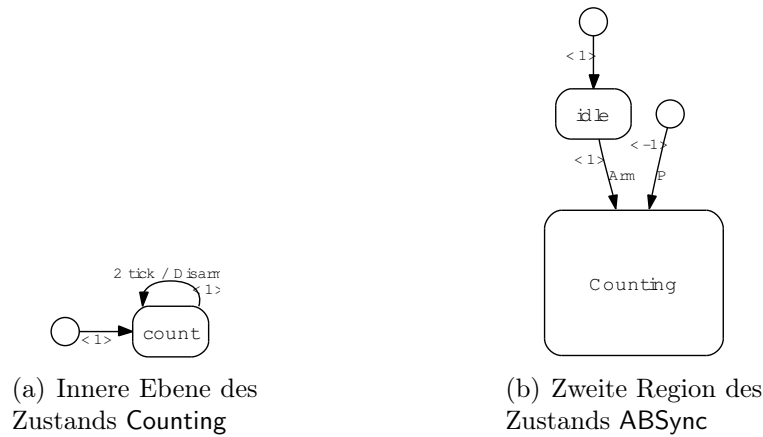 <1>
idle
<-1>
<1>
Arm P
Counting
2 tick / Disarm
<1>
count
<1>
(a) Innere Ebene des
Zustands Counting
(b) Zweite Region des
Zustands ABSync